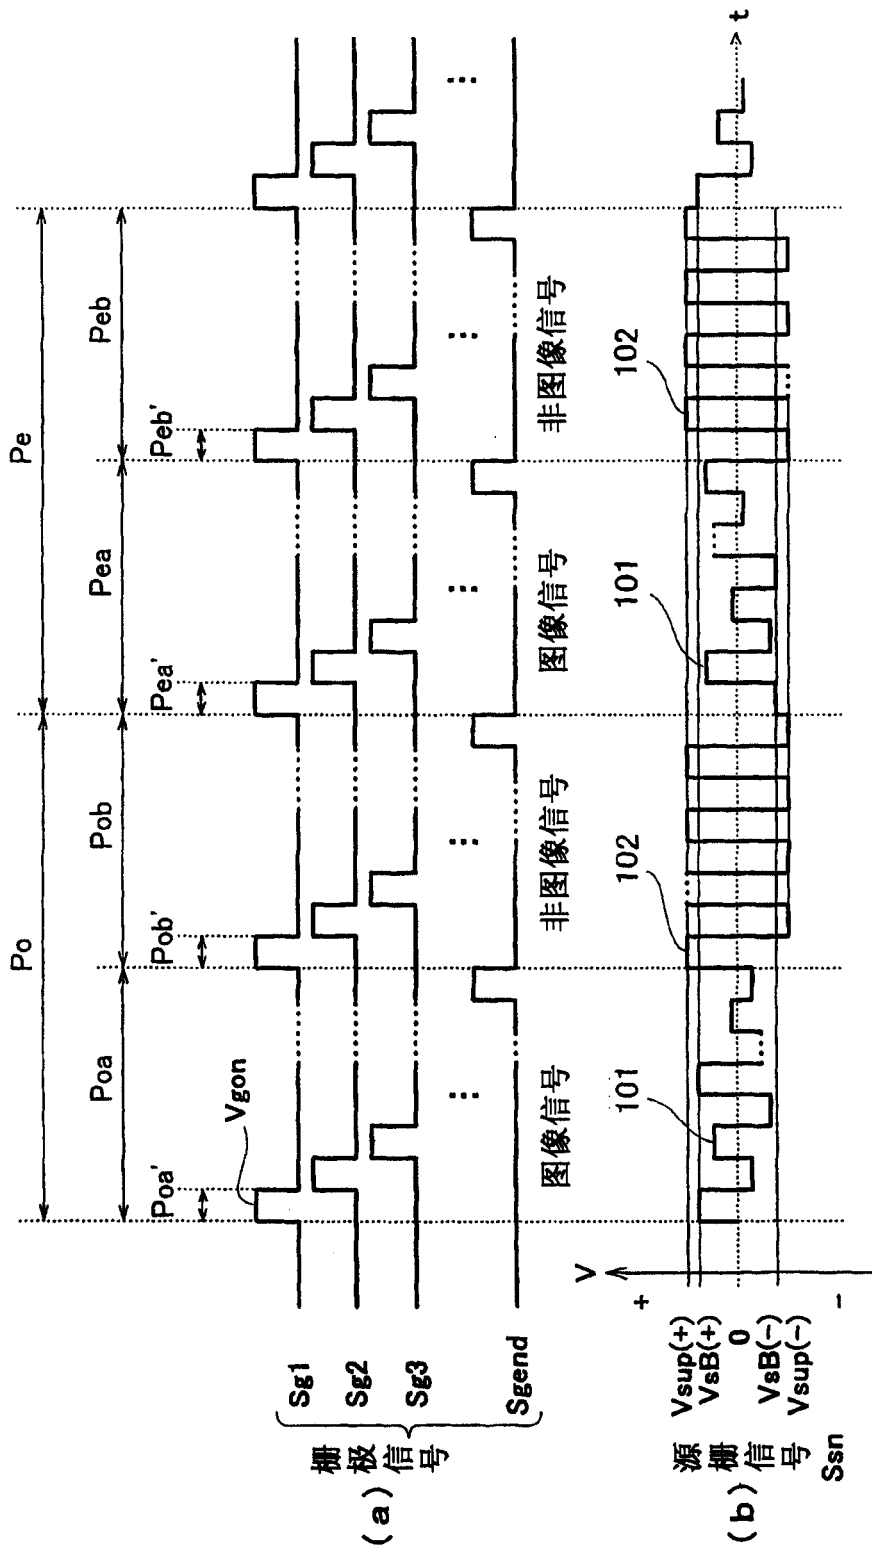 Po
Pe
Poa
Pob
Pea
Peb
Poa'
Pob'
Pea'
Peb'
Vgon
(a) 栅极信号
Sg1
Sg2
Sg3
Sgend
图像信号
非图像信号
图像信号
非图像信号
101
102
101
102
(b) 源栅信号
Ssn
V
+
Vsup(+)
VsB(+)
0
VsB(-)
Vsup(-)
-
t